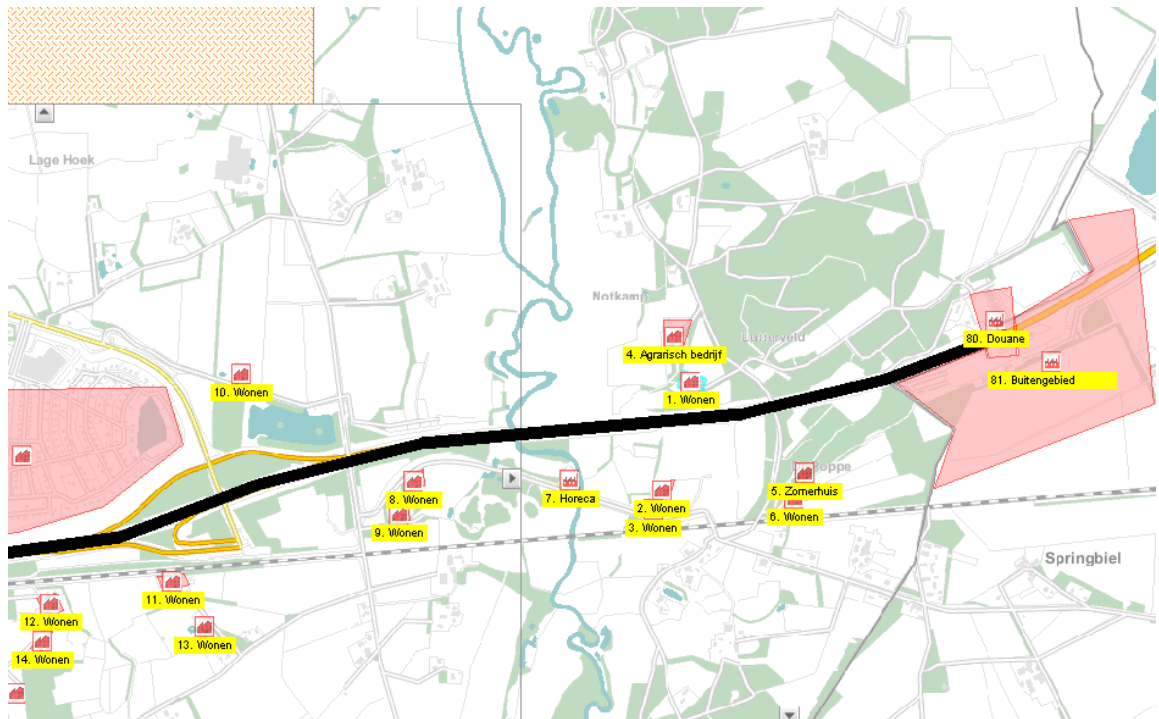 Lage Hoek
Notkamp
Lutterveld
80. Douane
4. Agrarisch bedrijf
81. Buitengebied
10. Wonen
1. Wonen
5. Zomerhuis
8. Wonen
7. Horeca
2. Wonen
6. Wonen
9. Wonen
3. Wonen
Springbiel
11. Wonen
12. Wonen
13. Wonen
14. Wonen